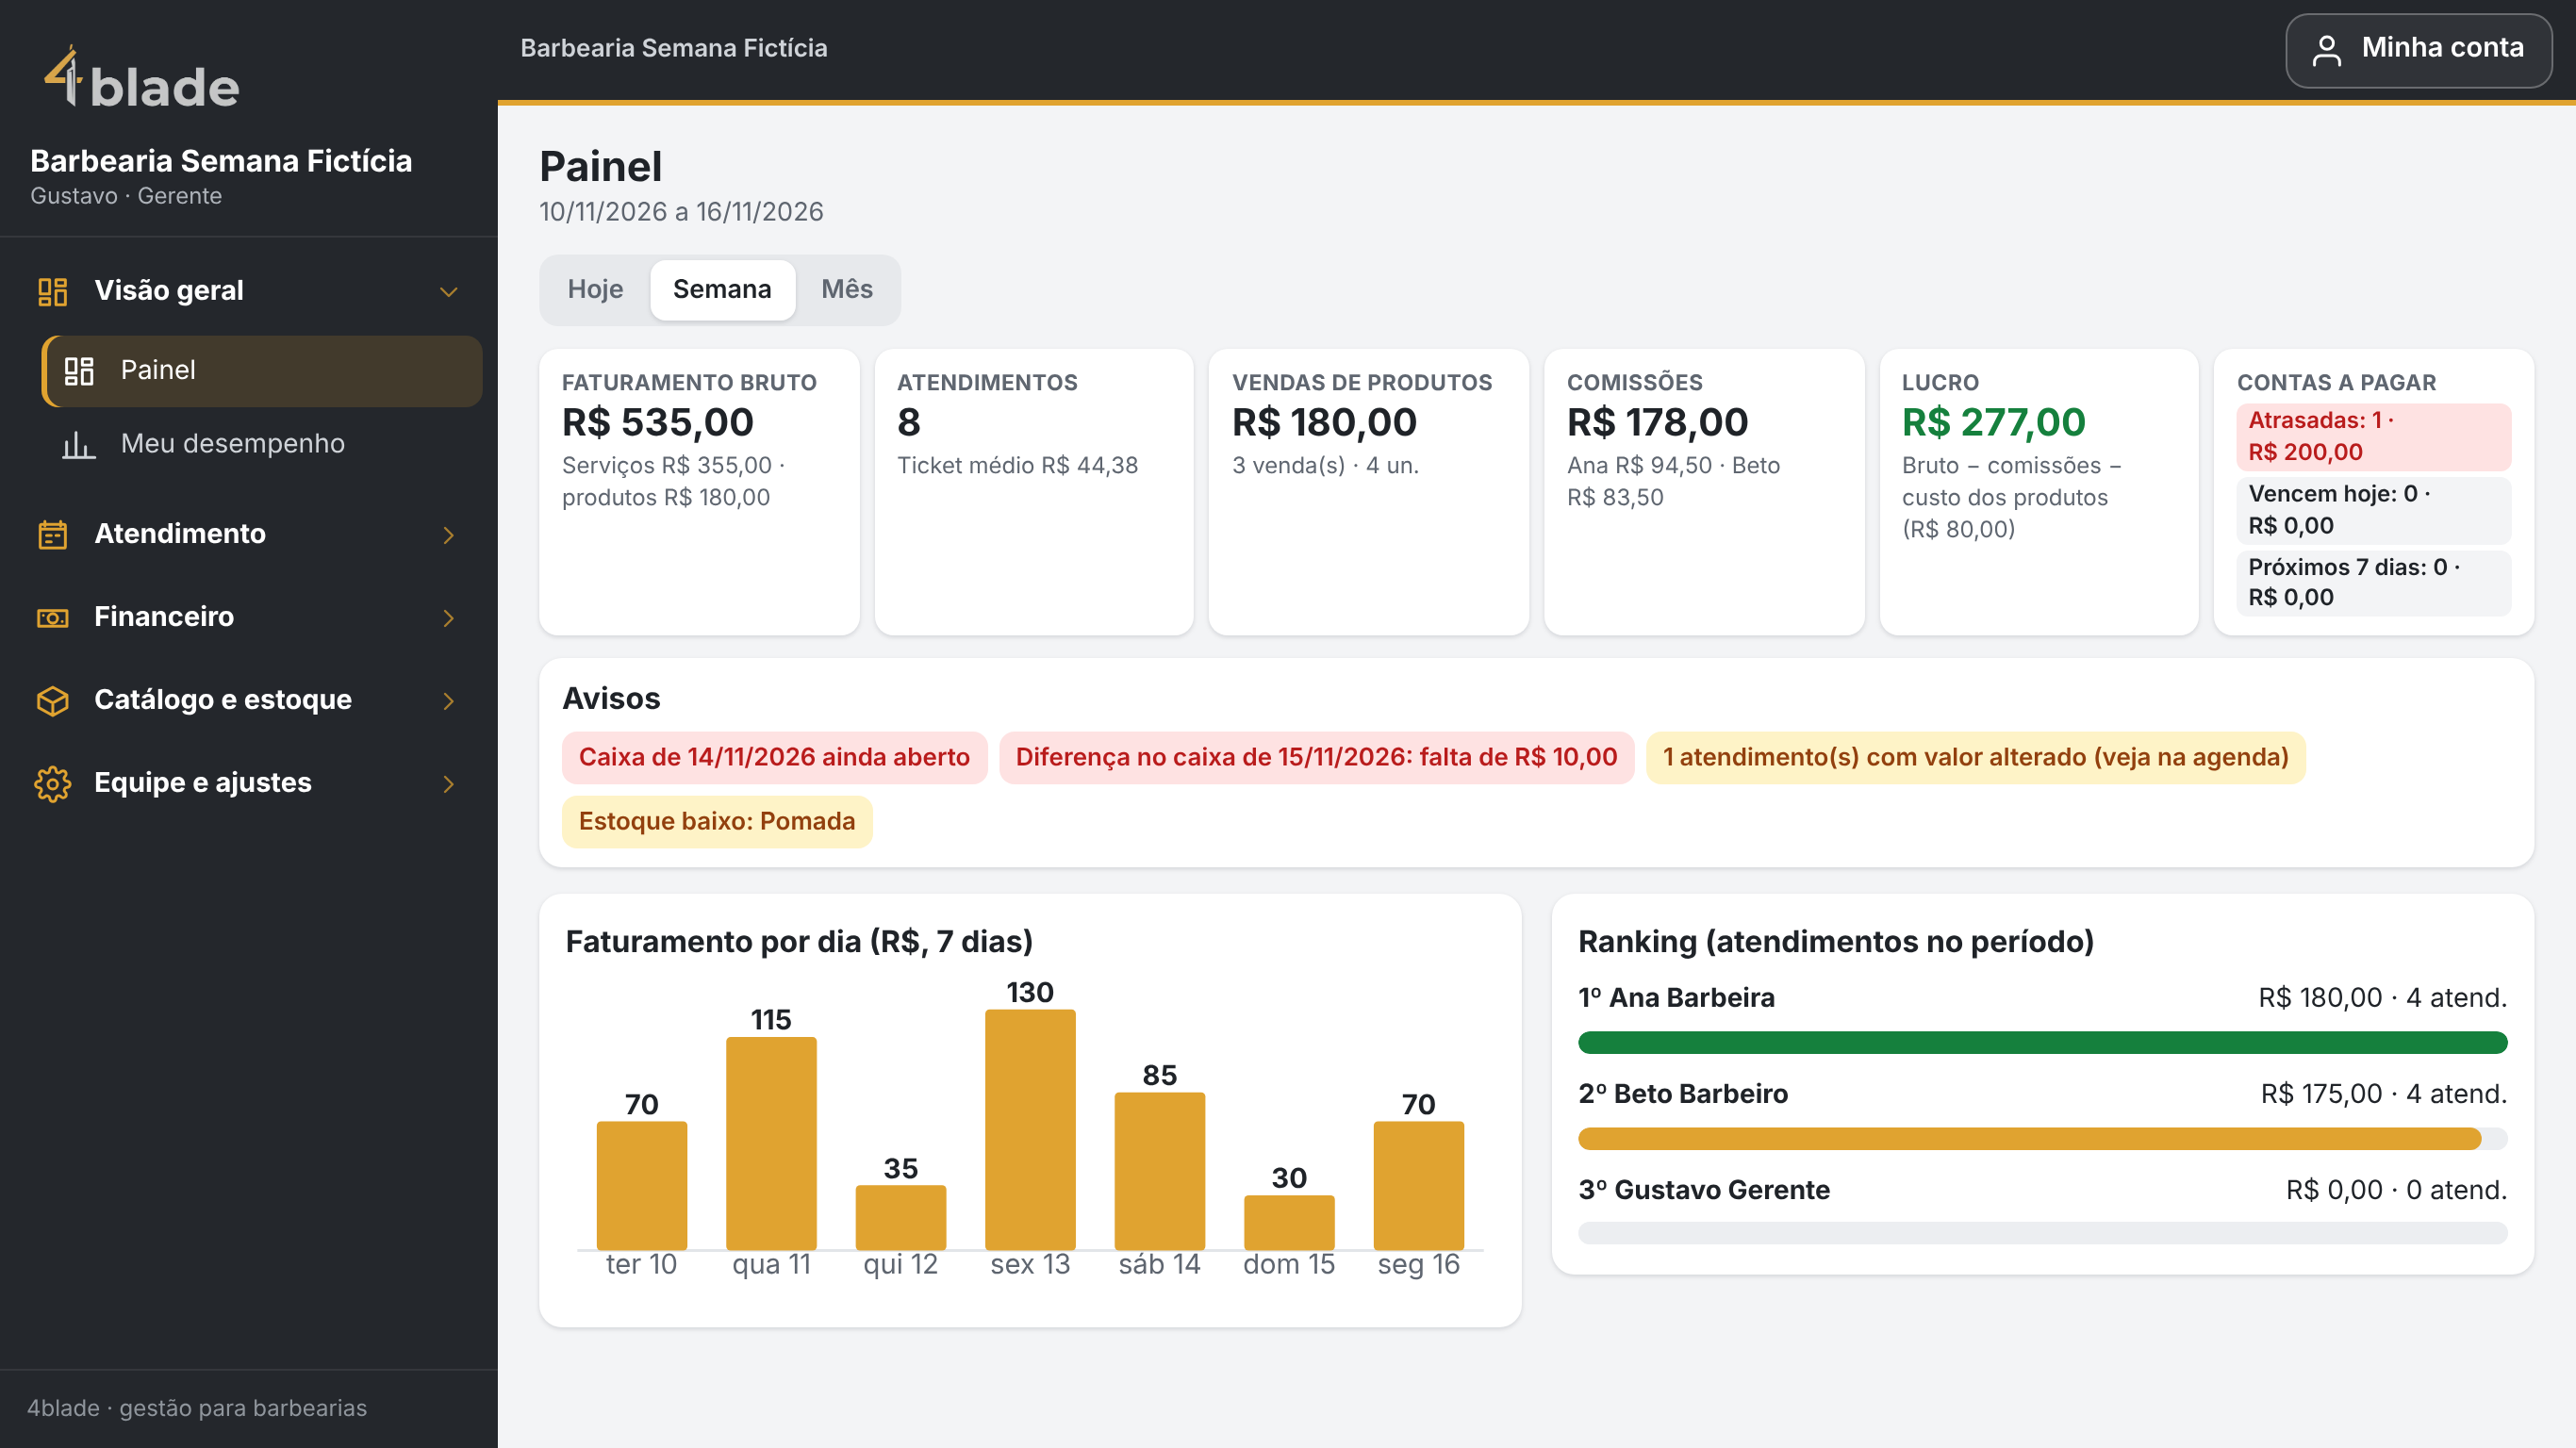 4blade
Barbearia Semana Fictícia
Gustavo · Gerente
Visão geral
Painel
Meu desempenho
Atendimento
Financeiro
Catálogo e estoque
Equipe e ajustes
4blade · gestão para barbearias
Barbearia Semana Fictícia
Minha conta
Painel
10/11/2026 a 16/11/2026
Hoje
Semana
Mês
FATURAMENTO BRUTO
R$ 535,00
Serviços R$ 355,00 ·
produtos R$ 180,00
ATENDIMENTOS
8
Ticket médio R$ 44,38
VENDAS DE PRODUTOS
R$ 180,00
3 venda(s) · 4 un.
COMISSÕES
R$ 178,00
Ana R$ 94,50 · Beto
R$ 83,50
LUCRO
R$ 277,00
Bruto − comissões −
custo dos produtos
(R$ 80,00)
CONTAS A PAGAR
Atrasadas: 1 ·
R$ 200,00
Vencem hoje: 0 ·
R$ 0,00
Próximos 7 dias: 0 ·
R$ 0,00
Avisos
Caixa de 14/11/2026 ainda aberto
Diferença no caixa de 15/11/2026: falta de R$ 10,00
1 atendimento(s) com valor alterado (veja na agenda)
Estoque baixo: Pomada
Faturamento por dia (R$, 7 dias)
70
115
35
130
85
30
70
ter 10
qua 11
qui 12
sex 13
sáb 14
dom 15
seg 16
Ranking (atendimentos no período)
1º Ana Barbeira
R$ 180,00 · 4 atend.
2º Beto Barbeiro
R$ 175,00 · 4 atend.
3º Gustavo Gerente
R$ 0,00 · 0 atend.